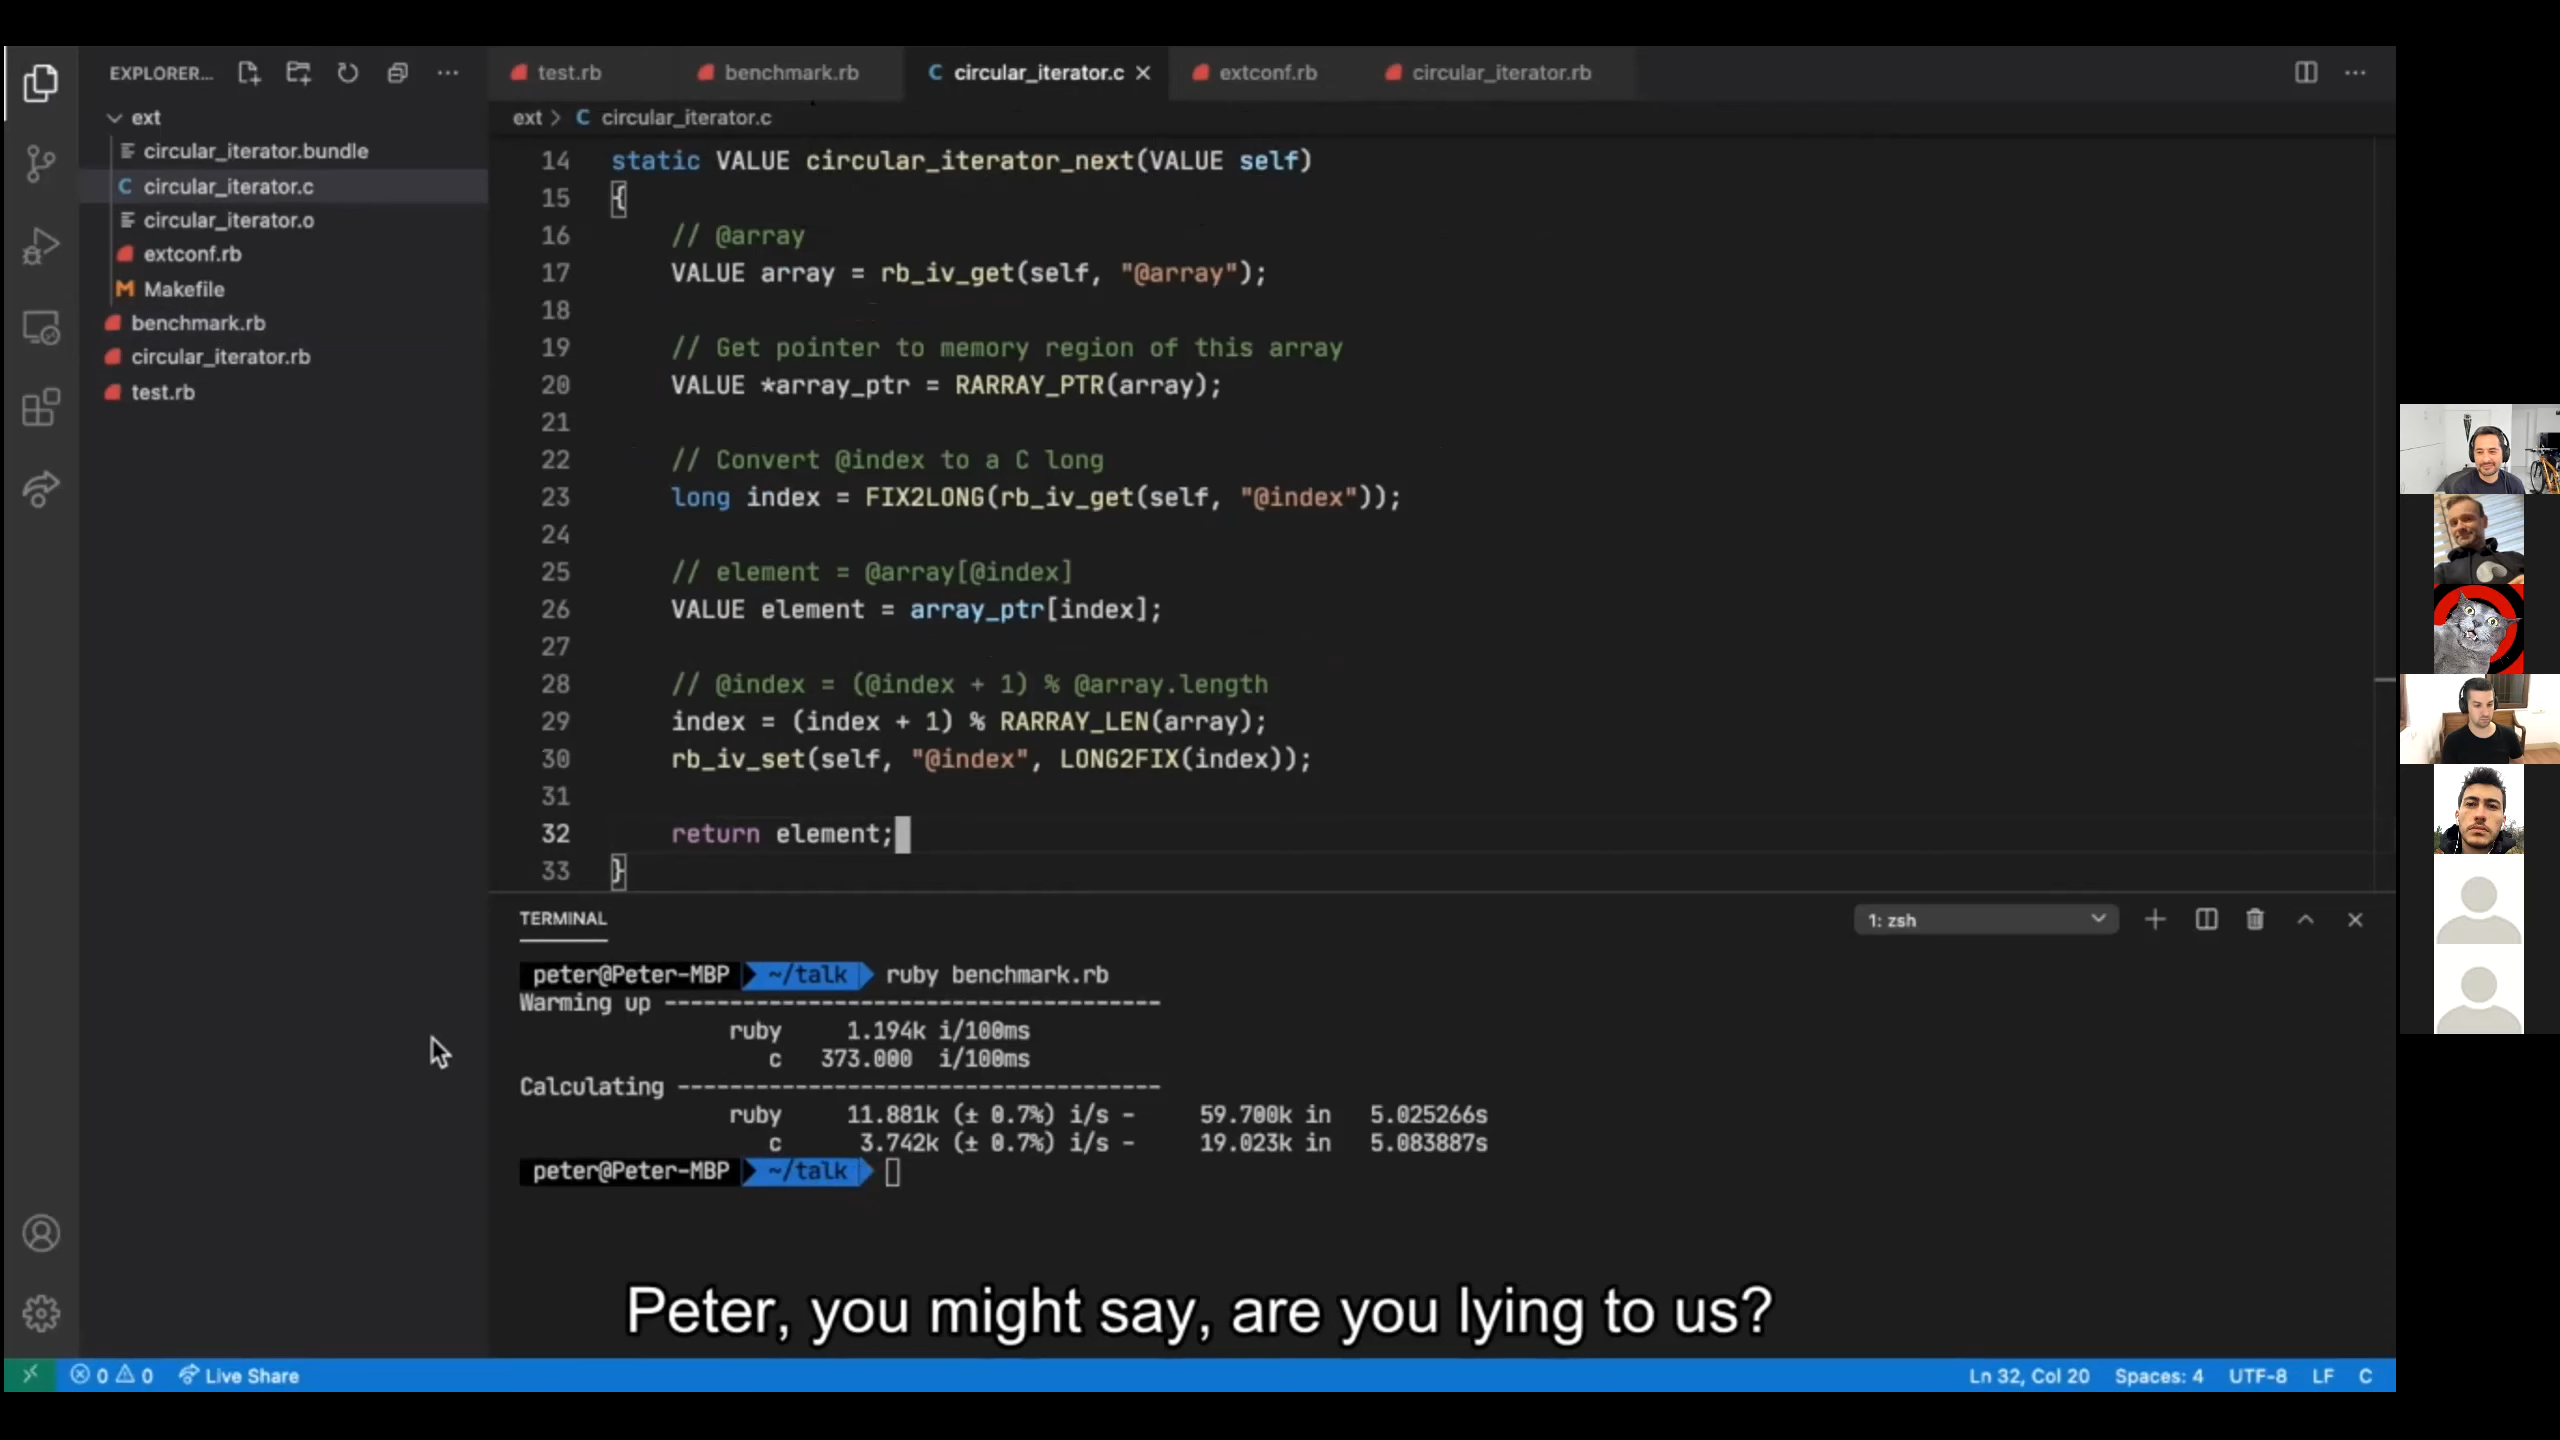 EXPLORER...
ext
circular_iterator.bundle
C circular_iterator.c
circular_iterator.o
extconf.rb
M Makefile
benchmark.rb
circular_iterator.rb
test.rb
test.rb benchmark.rb C circular_iterator.c extconf.rb circular_iterator.rb
ext > C circular_iterator.c
14 static VALUE circular_iterator_next(VALUE self)
15 {
16 // @array
17 VALUE array = rb_iv_get(self, "@array");
18
19 // Get pointer to memory region of this array
20 VALUE *array_ptr = RARRAY_PTR(array);
21
22 // Convert @index to a C long
23 long index = FIX2LONG(rb_iv_get(self, "@index"));
24
25 // element = @array[@index]
26 VALUE element = array_ptr[index];
27
28 // @index = (@index + 1) % @array.length
29 index = (index + 1) % RARRAY_LEN(array);
30 rb_iv_set(self, "@index", LONG2FIX(index));
31
32 return element;
33 }
TERMINAL
1: zsh
peter@Peter-MBP ~/talk ruby benchmark.rb
Warming up --------------------------------------
ruby 1.194k i/100ms
c 373.000 i/100ms
Calculating -------------------------------------
ruby 11.881k (± 0.7%) i/s - 59.700k in 5.025266s
c 3.742k (± 0.7%) i/s - 19.023k in 5.083887s
peter@Peter-MBP ~/talk
Peter, you might say, are you lying to us?
0 0 Live Share
Ln 32, Col 20 Spaces: 4 UTF-8 LF C